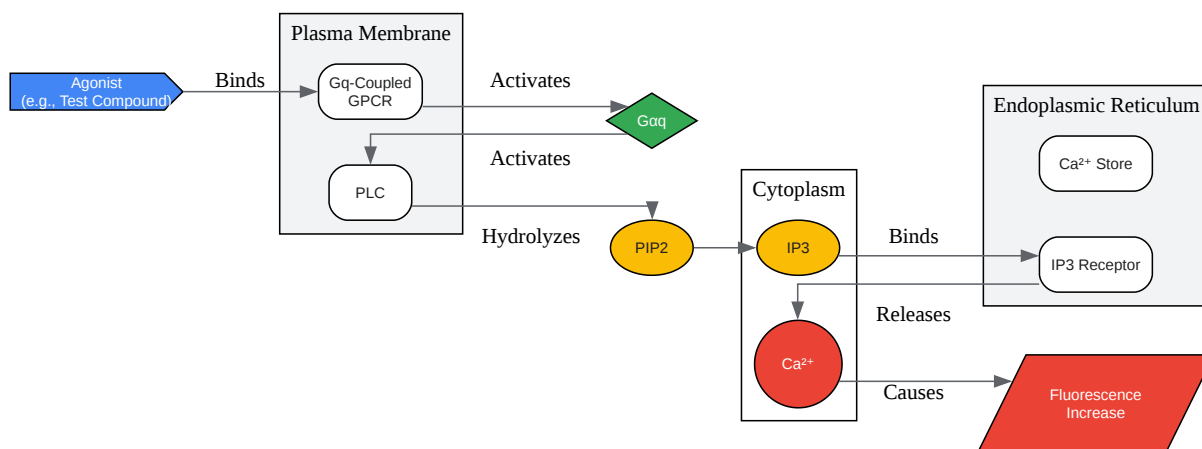 Plasma Membrane
Agonist
(e.g., Test Compound)
Binds
Gq-Coupled
GPCR
Activates
Gαq
Activates
PLC
Hydrolyzes
PIP2
Cytoplasm
IP3
Binds
Endoplasmic Reticulum
Ca²⁺ Store
IP3 Receptor
Releases
Ca²⁺
Causes
Fluorescence
Increase